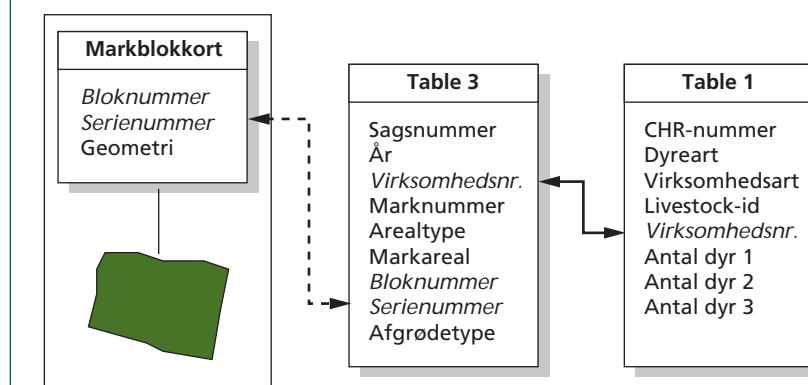 Markblokkort
Bloknummer
Serienummer
Geometri
Table 3
Sagsnummer
År
Virksomhedsnr.
Marknummer
Arealtype
Markareal
Bloknummer
Serienummer
Afgrødetype
Table 1
CHR-nummer
Dyreart
Virksomhedsart
Livestock-id
Virksomhedsnr.
Antal dyr 1
Antal dyr 2
Antal dyr 3